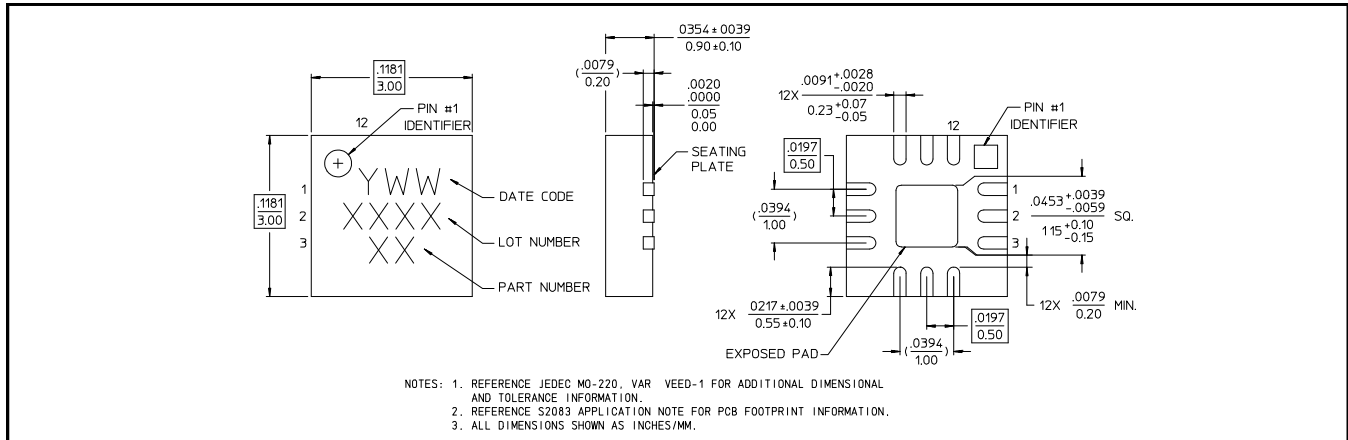 .1181
3.00
PIN #1
IDENTIFIER
12
.1181
3.00
1
2
3
YWW
XXXX
XX
DATE CODE
LOT NUMBER
PART NUMBER
.0354 ±.0039
0.90 ±0.10
(.0079
0.20)
.0020
.0000
0.05
0.00
SEATING
PLATE
12X .0091 +.0028 -.0020
0.23 +0.07 -0.05
12
PIN #1
IDENTIFIER
.0197
0.50
(.0394
1.00)
1
2
3
.0453 +.0039 -.0059 SQ.
1.15 +0.10 -0.15
12X .0217 ±.0039
0.55 ±0.10
12X .0079 MIN.
0.20
.0197
0.50
(.0394
1.00)
EXPOSED PAD
NOTES: 1. REFERENCE JEDEC MO-220, VAR VEED-1 FOR ADDITIONAL DIMENSIONAL
AND TOLERANCE INFORMATION.
2. REFERENCE S2083 APPLICATION NOTE FOR PCB FOOTPRINT INFORMATION.
3. ALL DIMENSIONS SHOWN AS INCHES/MM.